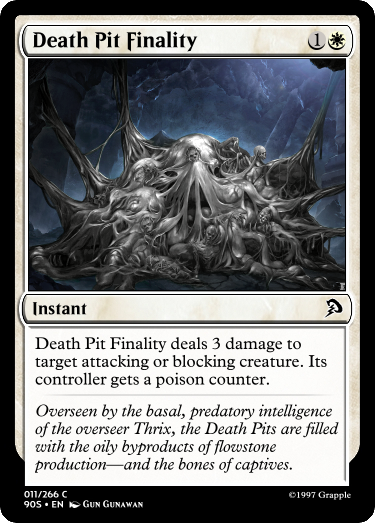 Death Pit Finality 1
Instant
Death Pit Finality deals 3 damage to
target attacking or blocking creature. Its
controller gets a poison counter.
Overseen by the basal, predatory intelligence
of the overseer Thrix, the Death Pits are filled
with the oily byproducts of flowstone
production—and the bones of captives.
011/266 C
90S • EN Gun Gunawan
©1997 Grapple